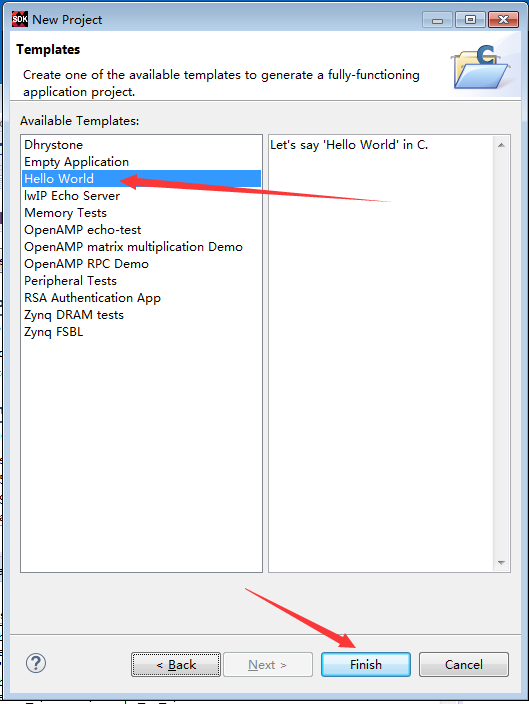 SDK New Project
Templates
Create one of the available templates to generate a fully-functioning
application project.
Available Templates:
Dhrystone
Empty Application
Hello World
lwIP Echo Server
Memory Tests
OpenAMP echo-test
OpenAMP matrix multiplication Demo
OpenAMP RPC Demo
Peripheral Tests
RSA Authentication App
Zynq DRAM tests
Zynq FSBL
Let's say 'Hello World' in C.
< Back
Next >
Finish
Cancel